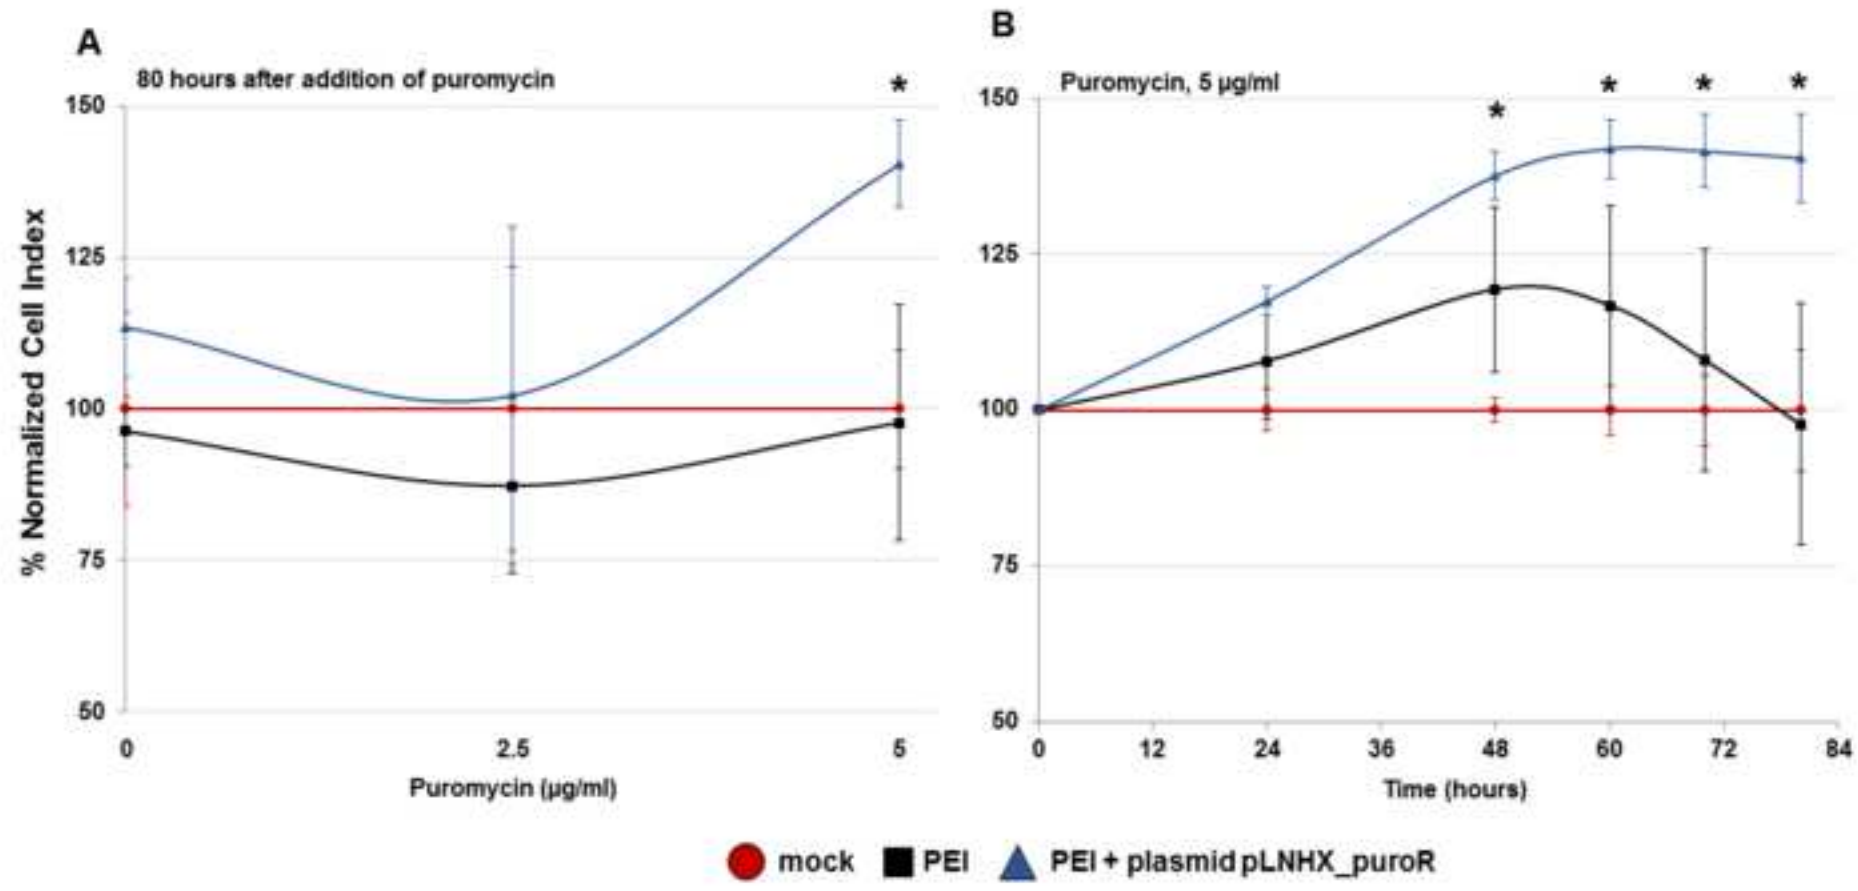 A
B
80 hours after addition of puromycin
*
Puromycin, 5 µg/ml
*
*
*
*
% Normalized Cell Index
150
125
100
75
50
0
2.5
5
Puromycin (µg/ml)
150
125
100
75
50
0
12
24
36
48
60
72
84
Time (hours)
mock
PEI
PEI + plasmid pLNHX_puroR